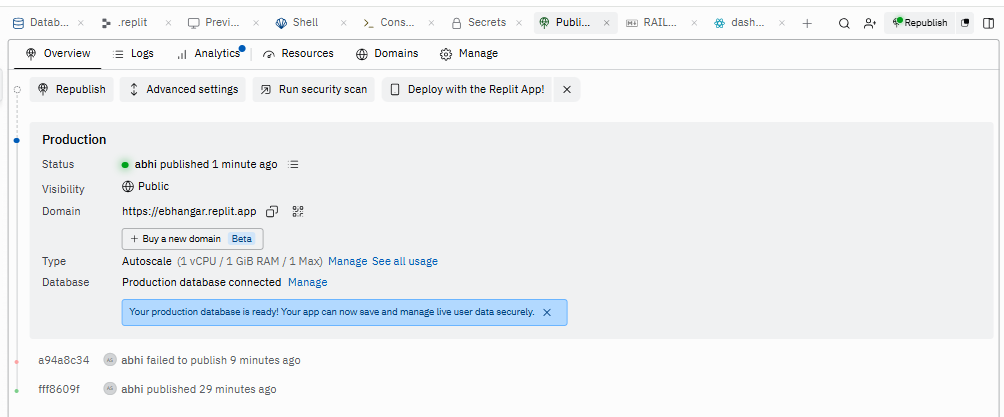 Datab... .replit Previ... Shell Cons... Secrets Publi... RAIL... dash... Republish
Overview Logs Analytics Resources Domains Manage
Republish Advanced settings Run security scan Deploy with the Replit App!
Production
Status abhi published 1 minute ago
Visibility Public
Domain https://ebhangar.replit.app
+ Buy a new domain Beta
Type Autoscale (1 vCPU / 1 GiB RAM / 1 Max) Manage See all usage
Database Production database connected Manage
Your production database is ready! Your app can now save and manage live user data securely.
a94a8c34 abhi failed to publish 9 minutes ago
fff8609f abhi published 29 minutes ago